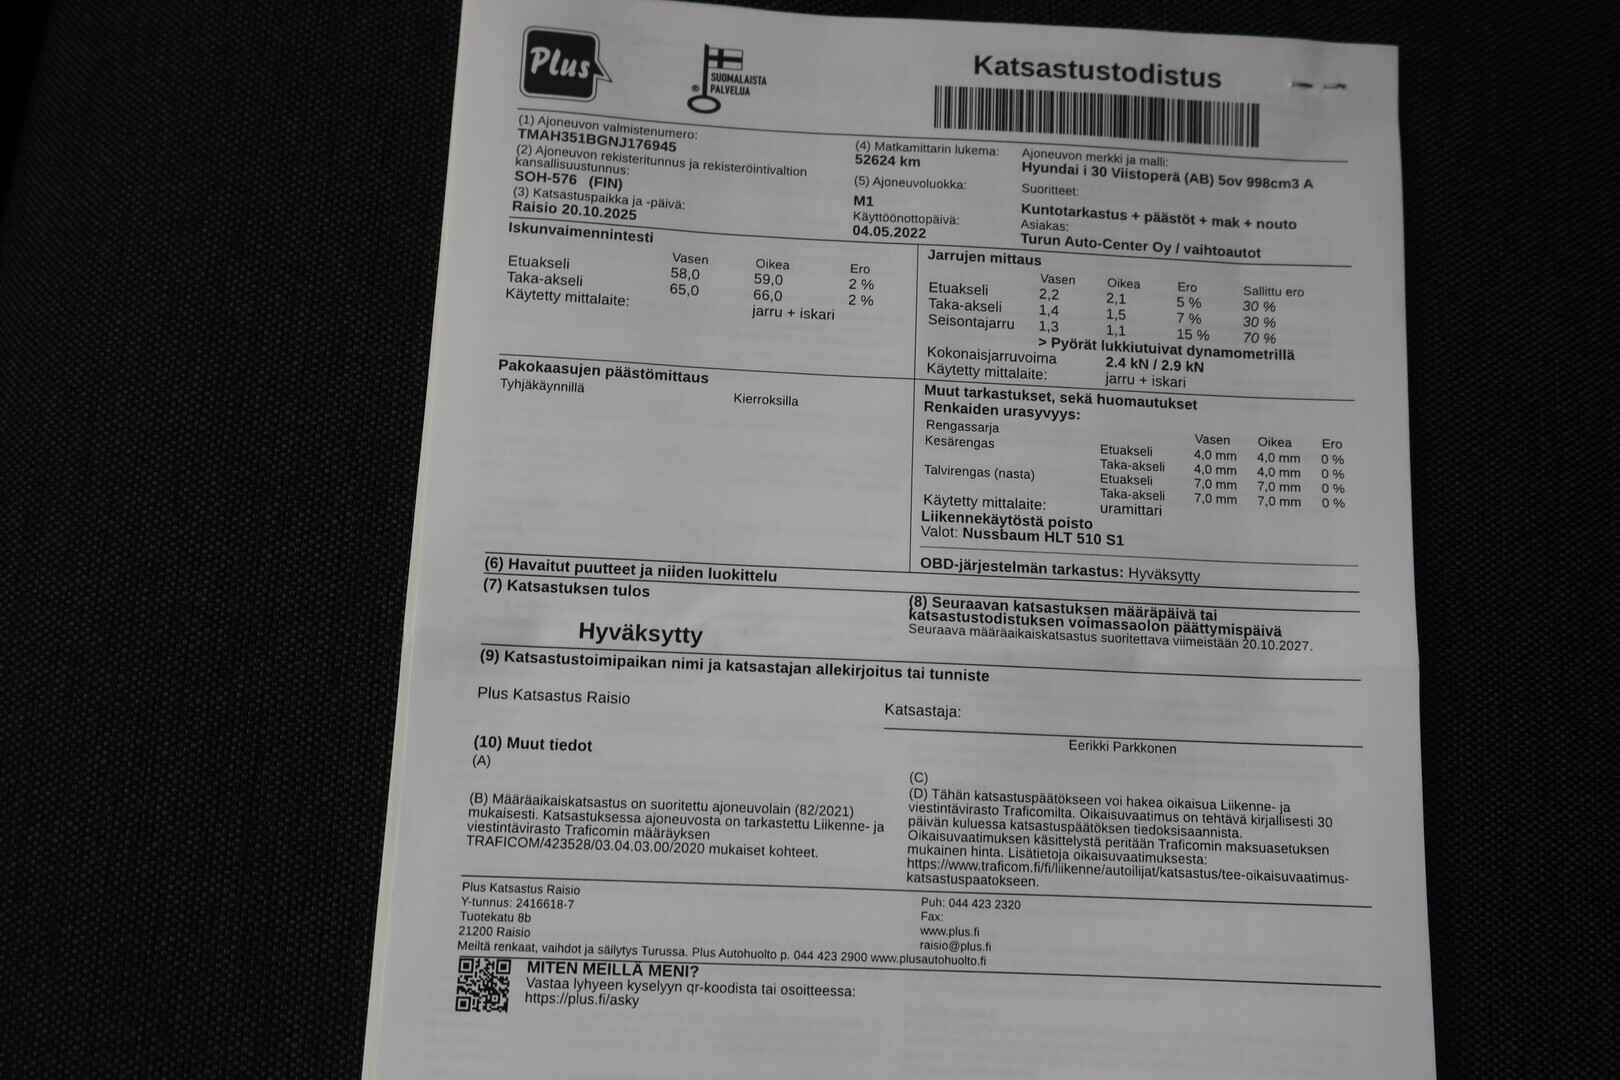 Plus
SUOMALAISTA
PALVELUA
®
Katsastustodistus
(1) Ajoneuvon valmistenumero:
TMAH351BGNJ176945
(2) Ajoneuvon rekisteritunnus ja rekisteröintivaltion
kansallisuustunnus:
SOH-576 (FIN)
(3) Katsastuspaikka ja -päivä:
Raisio 20.10.2025
(4) Matkamittarin lukema:
52624 km
(5) Ajoneuvoluokka:
M1
Käyttöönottopäivä:
04.05.2022
Ajoneuvon merkki ja malli:
Hyundai i 30 Viistoperä (AB) 5ov 998cm3 A
Suoritteet:
Kuntotarkastus + päästöt + mak + nouto
Asiakas:
Turun Auto-Center Oy / vaihtoautot
Iskunvaimennintesti
Vasen Oikea Ero
Etuakseli 58,0 59,0 2 %
Taka-akseli 65,0 66,0 2 %
Käytetty mittalaite: jarru + iskari
Jarrujen mittaus
Vasen Oikea Ero Sallittu ero
Etuakseli 2,2 2,1 5 % 30 %
Taka-akseli 1,4 1,5 7 % 30 %
Seisontajarru 1,3 1,1 15 % 70 %
> Pyörät lukkiutuivat dynamometrillä
Kokonaisjarruvoima 2.4 kN / 2.9 kN
Käytetty mittalaite: jarru + iskari
Pakokaasujen päästömittaus
Tyhjäkäynnillä Kierroksilla
Muut tarkastukset, sekä huomautukset
Renkaiden urasyvyys:
Rengassarja Vasen Oikea Ero
Kesärengas Etuakseli 4,0 mm 4,0 mm 0 %
Taka-akseli 4,0 mm 4,0 mm 0 %
Talvirengas (nasta) Etuakseli 7,0 mm 7,0 mm 0 %
Taka-akseli 7,0 mm 7,0 mm 0 %
Käytetty mittalaite: uramittari
Liikennekäytöstä poisto
Valot: Nussbaum HLT 510 S1
OBD-järjestelmän tarkastus: Hyväksytty
(6) Havaitut puutteet ja niiden luokittelu
(7) Katsastuksen tulos
Hyväksytty
(8) Seuraavan katsastuksen määräpäivä tai
katsastustodistuksen voimassaolon päättymispäivä
Seuraava määräaikaiskatsastus suoritettava viimeistään 20.10.2027.
(9) Katsastustoimipaikan nimi ja katsastajan allekirjoitus tai tunniste
Plus Katsastus Raisio
Katsastaja:
Eerikki Parkkonen
(10) Muut tiedot
(A)
(B) Määräaikaiskatsastus on suoritettu ajoneuvolain (82/2021)
mukaisesti. Katsastuksessa ajoneuvosta on tarkastettu Liikenne- ja
viestintävirasto Traficomin määräyksen
TRAFICOM/423528/03.04.03.00/2020 mukaiset kohteet.
(C)
(D) Tähän katsastuspäätökseen voi hakea oikaisua Liikenne- ja
viestintävirasto Traficomilta. Oikaisuvaatimus on tehtävä kirjallisesti 30
päivän kuluessa katsastuspäätöksen tiedoksisaannista.
Oikaisuvaatimuksen käsittelystä peritään Traficomin maksuasetuksen
mukainen hinta. Lisätietoja oikaisuvaatimuksesta:
https://www.traficom.fi/fi/liikenne/autoilijat/katsastus/tee-oikaisuvaatimus-
katsastuspaatokseen.
Plus Katsastus Raisio
Y-tunnus: 2416618-7
Tuotekatu 8b
21200 Raisio
Puh: 044 423 2320
Fax:
www.plus.fi
raisio@plus.fi
Meiltä renkaat, vaihdot ja säilytys Turussa. Plus Autohuolto p. 044 423 2900 www.plusautohuolto.fi
MITEN MEILLÄ MENI?
Vastaa lyhyeen kyselyyn qr-koodista tai osoitteessa:
https://plus.fi/asky